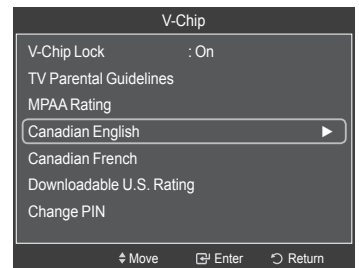 V-Chip
V-Chip Lock : On
TV Parental Guidelines
MPAA Rating
Canadian English
Canadian French
Downloadable U.S. Rating
Change PIN
Move Enter Return